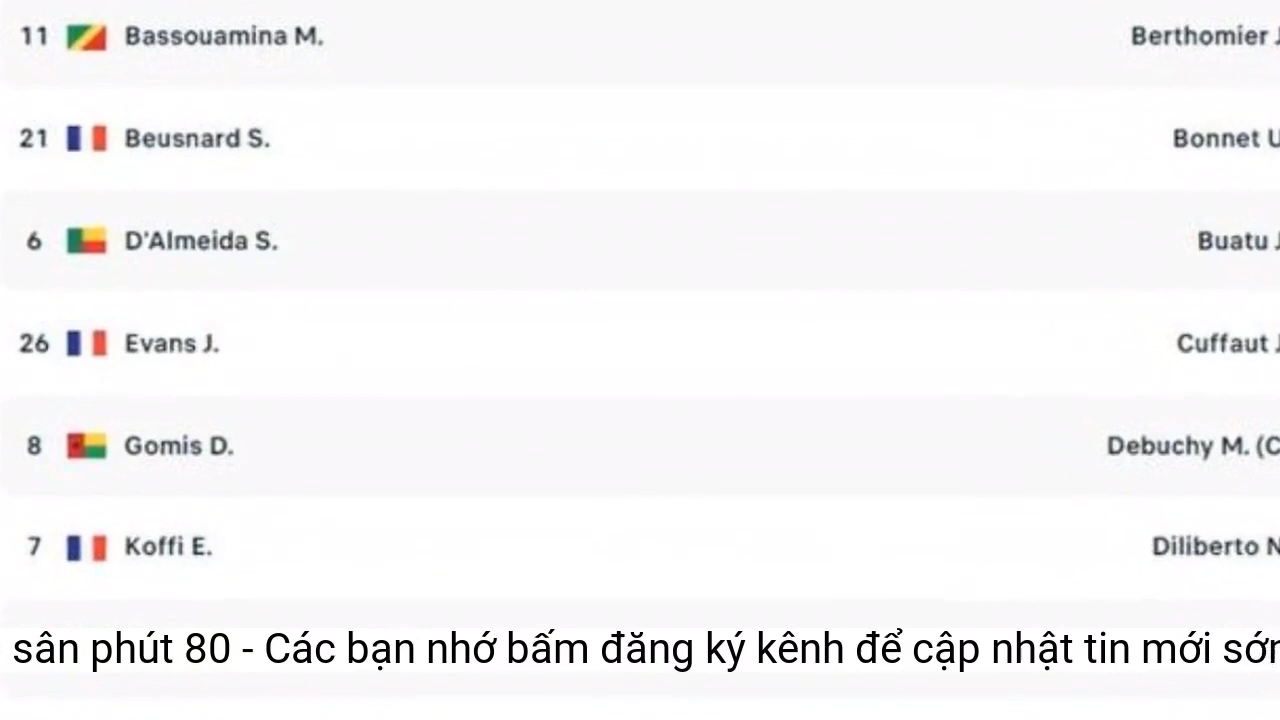 11 Bassouamina M. Berthomier J
21 Beusnard S. Bonnet U
6 D'Almeida S. Buatu J
26 Evans J. Cuffaut J
8 Gomis D. Debuchy M. (C
7 Koffi E. Diliberto N
sân phút 80 - Các bạn nhớ bấm đăng ký kênh để cập nhật tin mới sớm